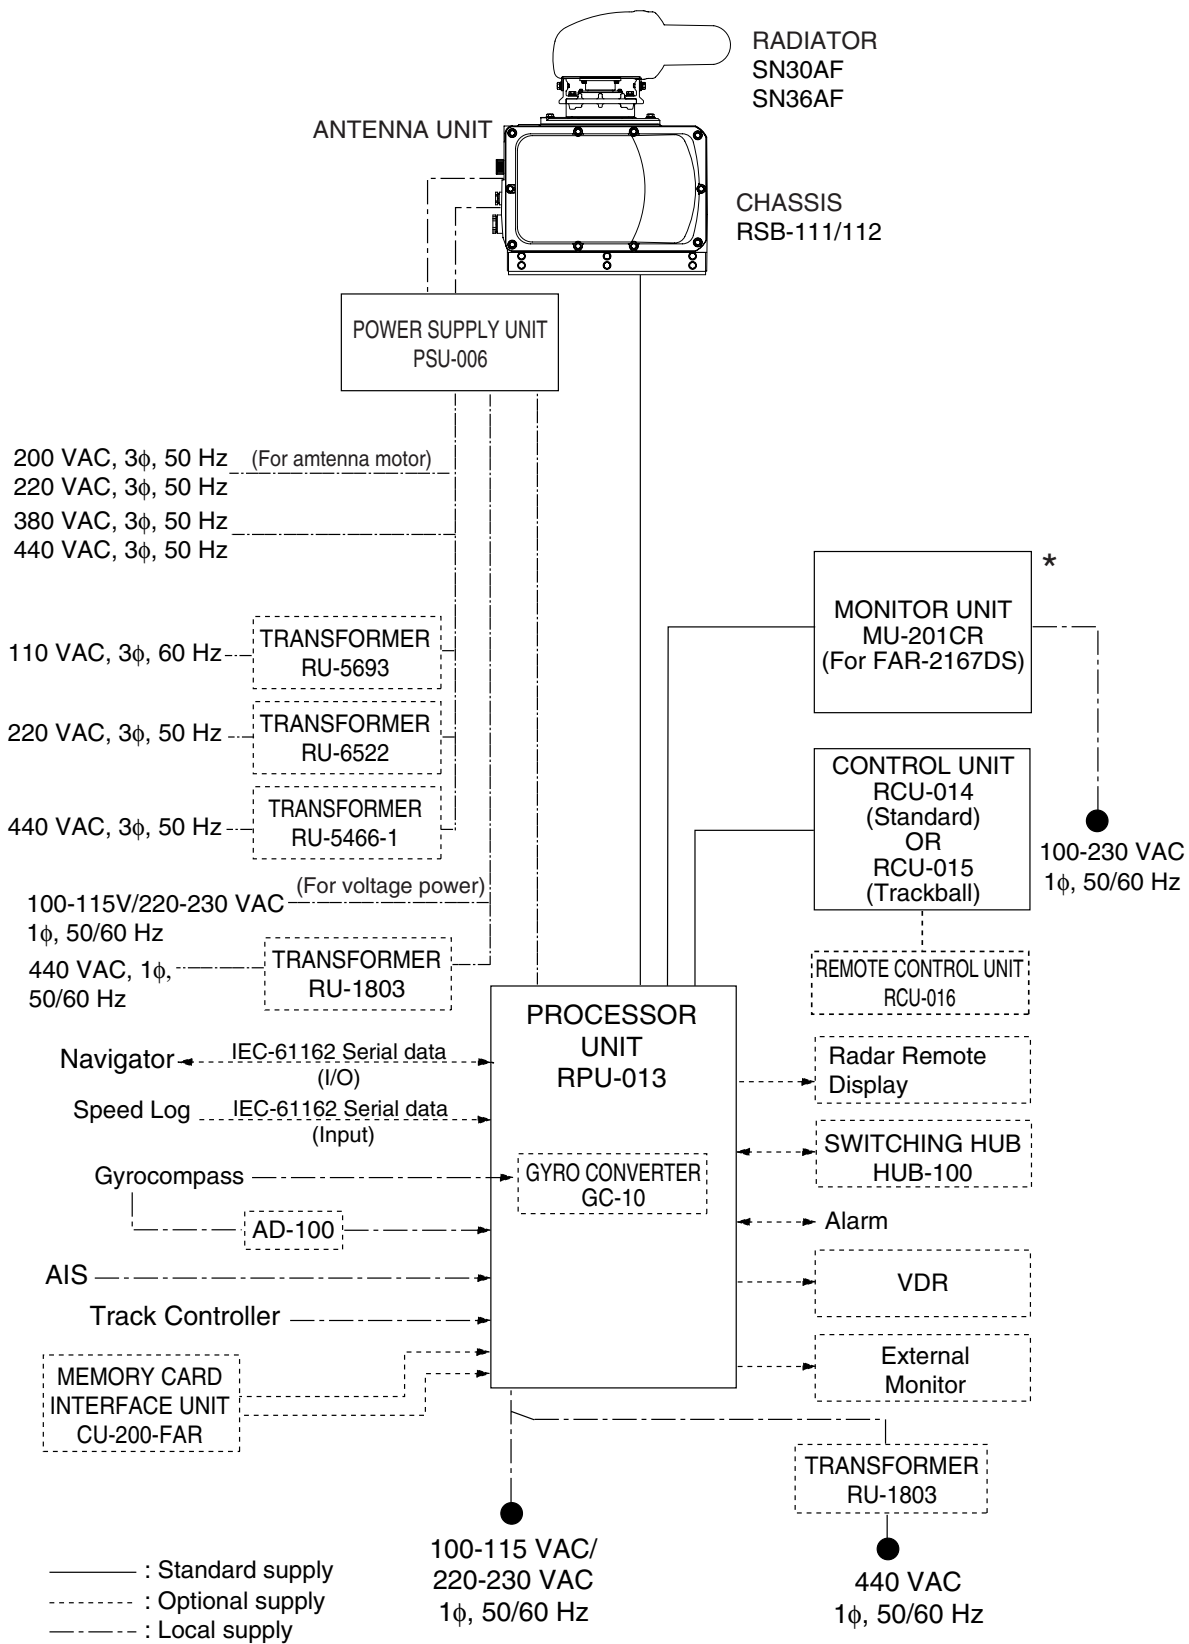 RADIATOR
SN30AF
SN36AF
ANTENNA UNIT
CHASSIS
RSB-111/112
POWER SUPPLY UNIT
PSU-006
200 VAC, 3ϕ, 50 Hz (For amtenna motor)
220 VAC, 3ϕ, 50 Hz
380 VAC, 3ϕ, 50 Hz
440 VAC, 3ϕ, 50 Hz
*
MONITOR UNIT
MU-201CR
(For FAR-2167DS)
110 VAC, 3ϕ, 60 Hz
TRANSFORMER
RU-5693
220 VAC, 3ϕ, 50 Hz
TRANSFORMER
RU-6522
440 VAC, 3ϕ, 50 Hz
TRANSFORMER
RU-5466-1
CONTROL UNIT
RCU-014
(Standard)
OR
RCU-015
(Trackball)
100-230 VAC
1ϕ, 50/60 Hz
(For voltage power)
100-115V/220-230 VAC
1ϕ, 50/60 Hz
440 VAC, 1ϕ,
50/60 Hz
TRANSFORMER
RU-1803
REMOTE CONTROL UNIT
RCU-016
PROCESSOR
UNIT
RPU-013
Navigator
IEC-61162 Serial data
(I/O)
Speed Log
IEC-61162 Serial data
(Input)
Gyrocompass
GYRO CONVERTER
GC-10
AD-100
AIS
Track Controller
MEMORY CARD
INTERFACE UNIT
CU-200-FAR
Radar Remote
Display
SWITCHING HUB
HUB-100
Alarm
VDR
External
Monitor
TRANSFORMER
RU-1803
100-115 VAC/
220-230 VAC
1ϕ, 50/60 Hz
440 VAC
1ϕ, 50/60 Hz
: Standard supply
: Optional supply
: Local supply